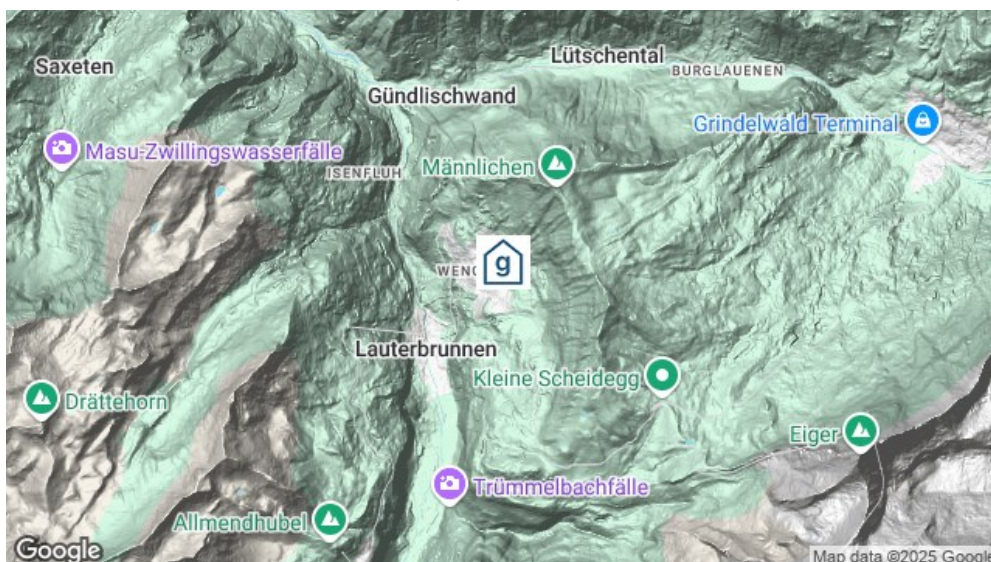 Lütschental
BURGLAUENEN
Saxeten
Gündlischwand
Grindelwald Terminal
Masu-Zwillingswasserfälle
Männlichen
ISENFLUH
g
Lauterbrunnen
Kleine Scheidegg
Drättehorn
Eiger
Trümmelbachfälle
Allmendhubel
Google
Map data ©2025 Google